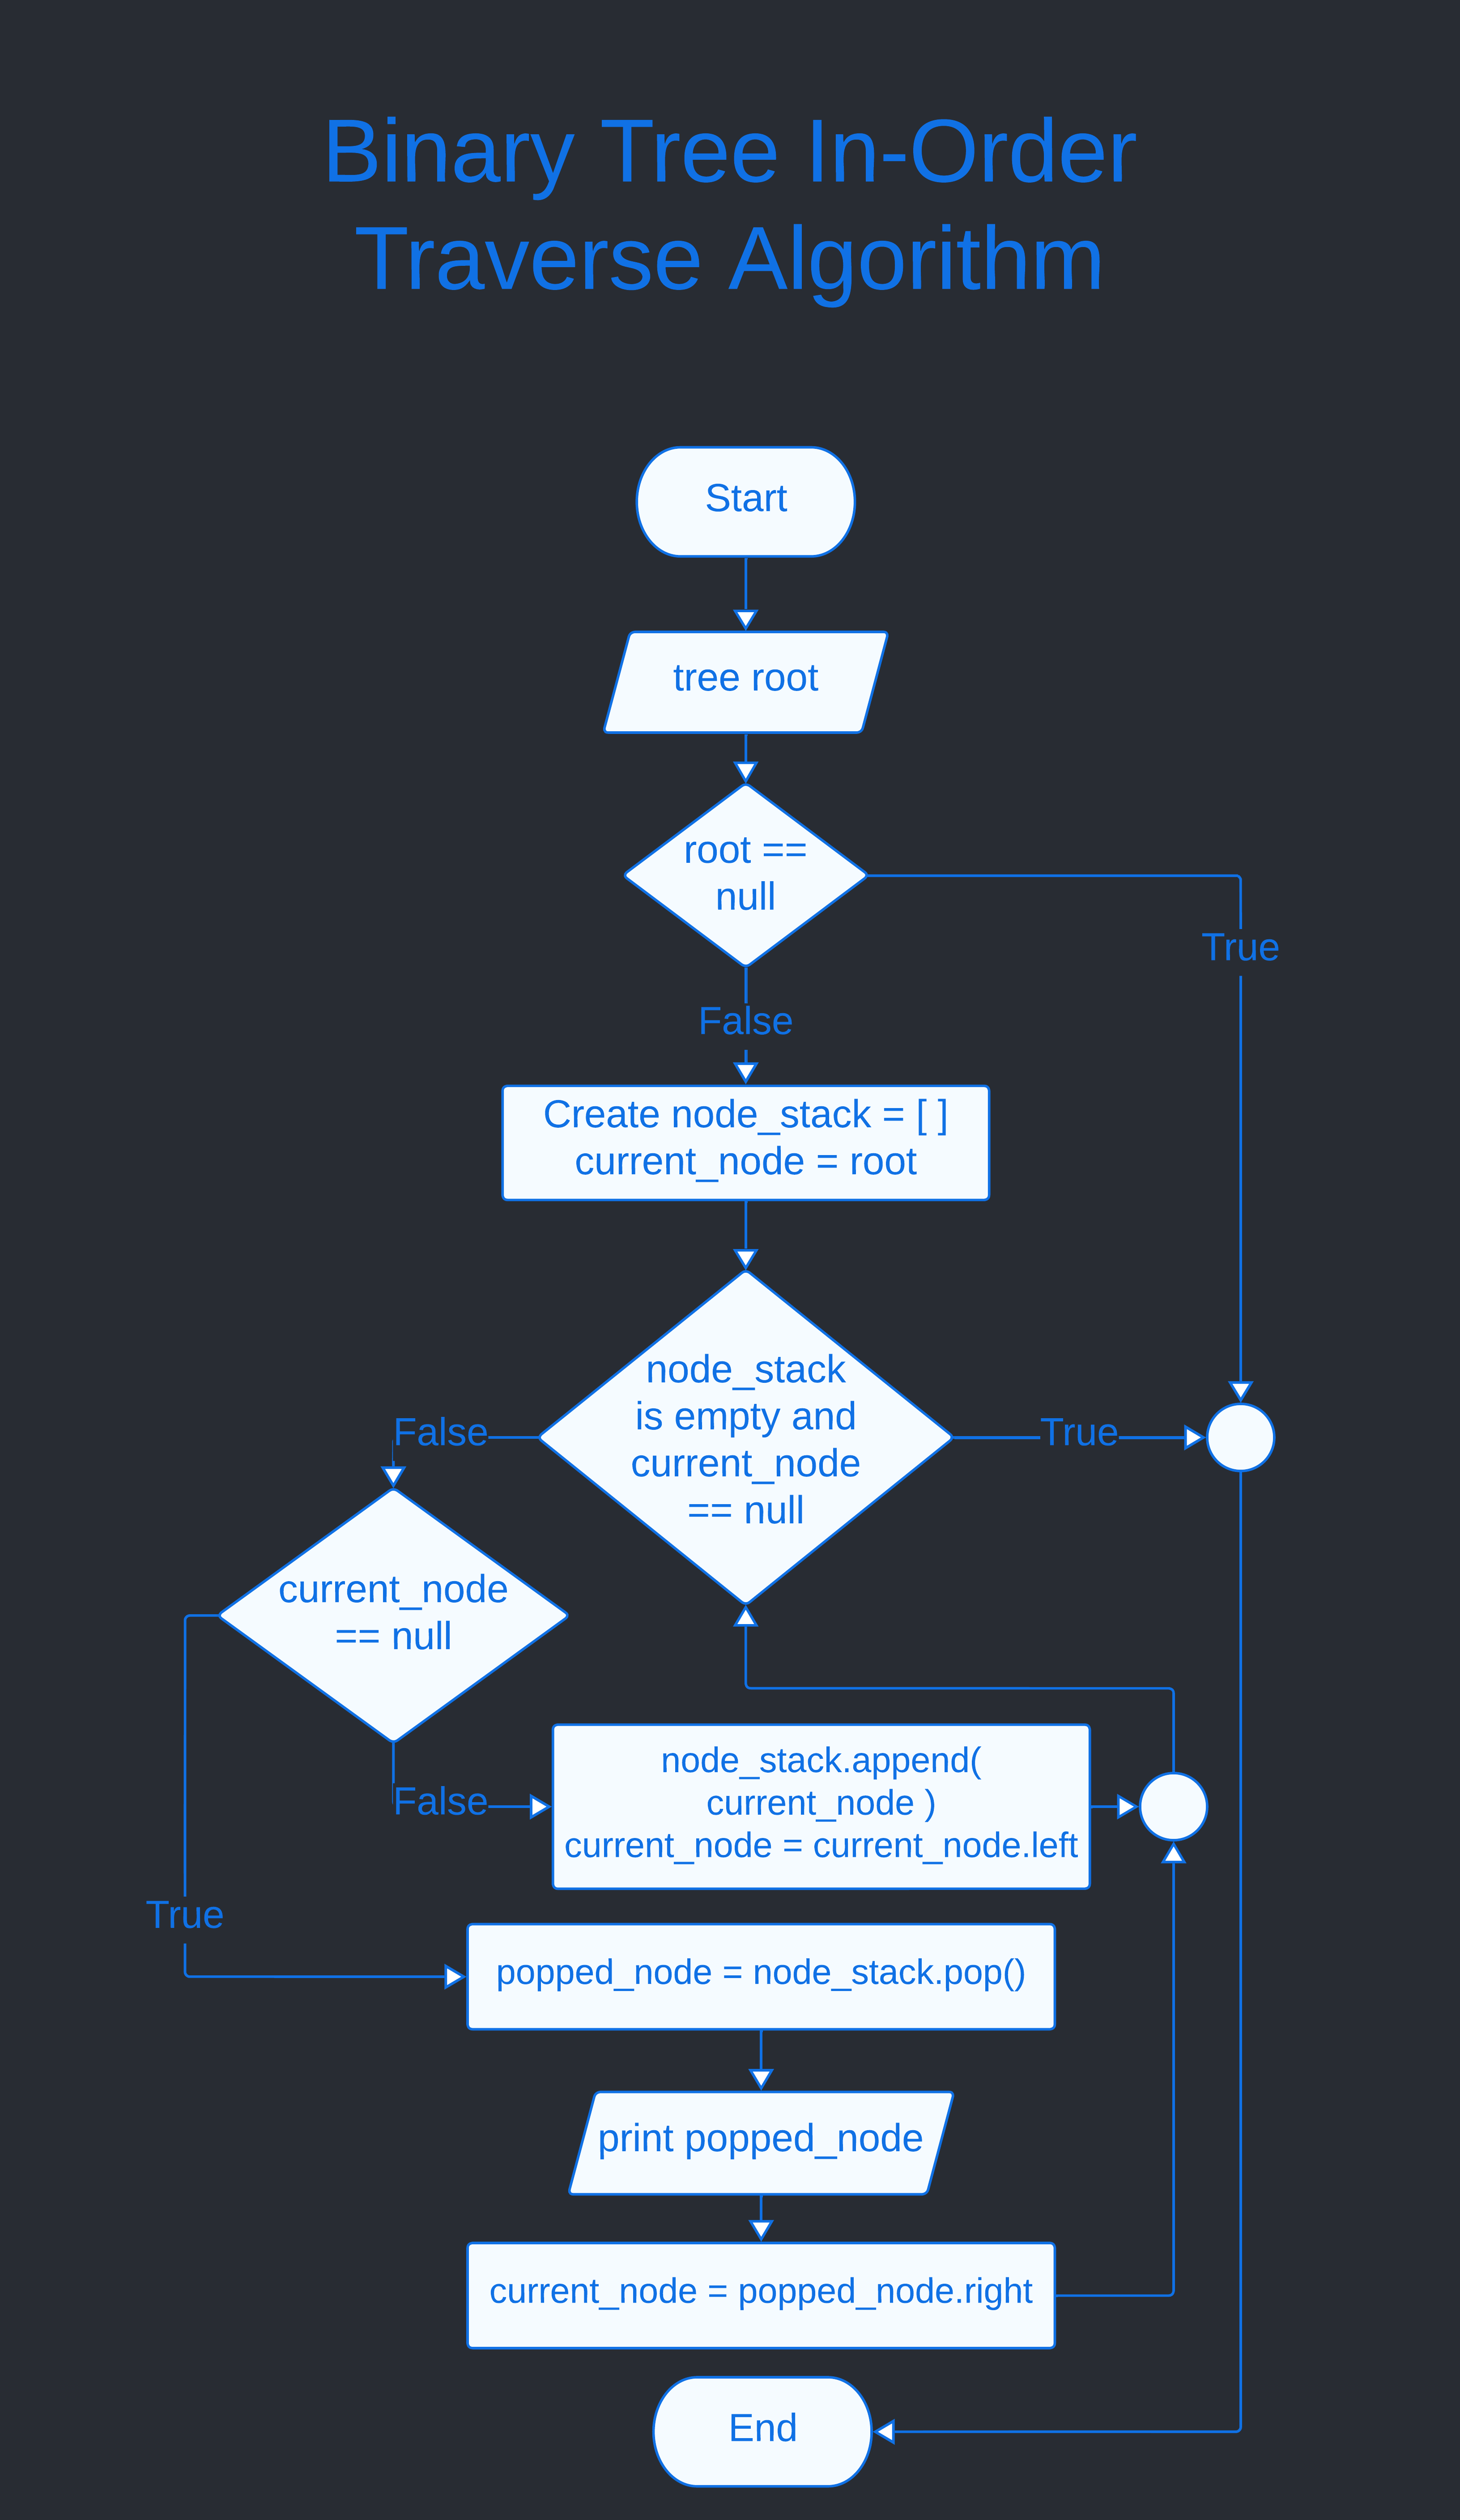 Binary Tree In-Order
Traverse Algorithm
Start
tree root
root ==
null
True
False
Create node_stack = [ ]
current_node = root
node_stack
is empty and
current_node
== null
False
True
current_node
== null
False
node_stack.append(
current_node )
current_node = current_node.left
True
popped_node = node_stack.pop()
print popped_node
current_node = popped_node.right
End